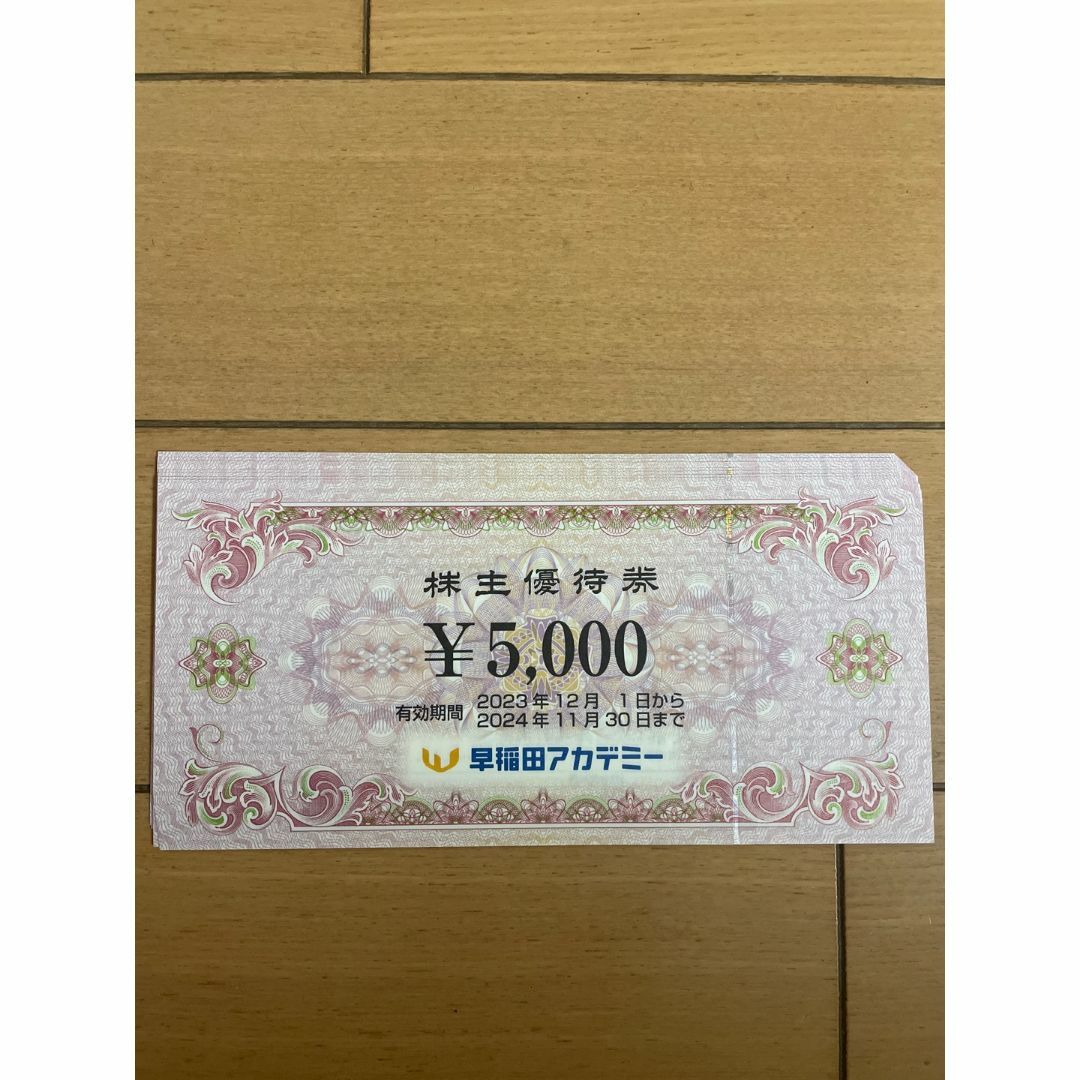 株主優待券
¥5,000
有効期間 2023年12月 1日から
2024年11月30日まで
早稲田アカデミー